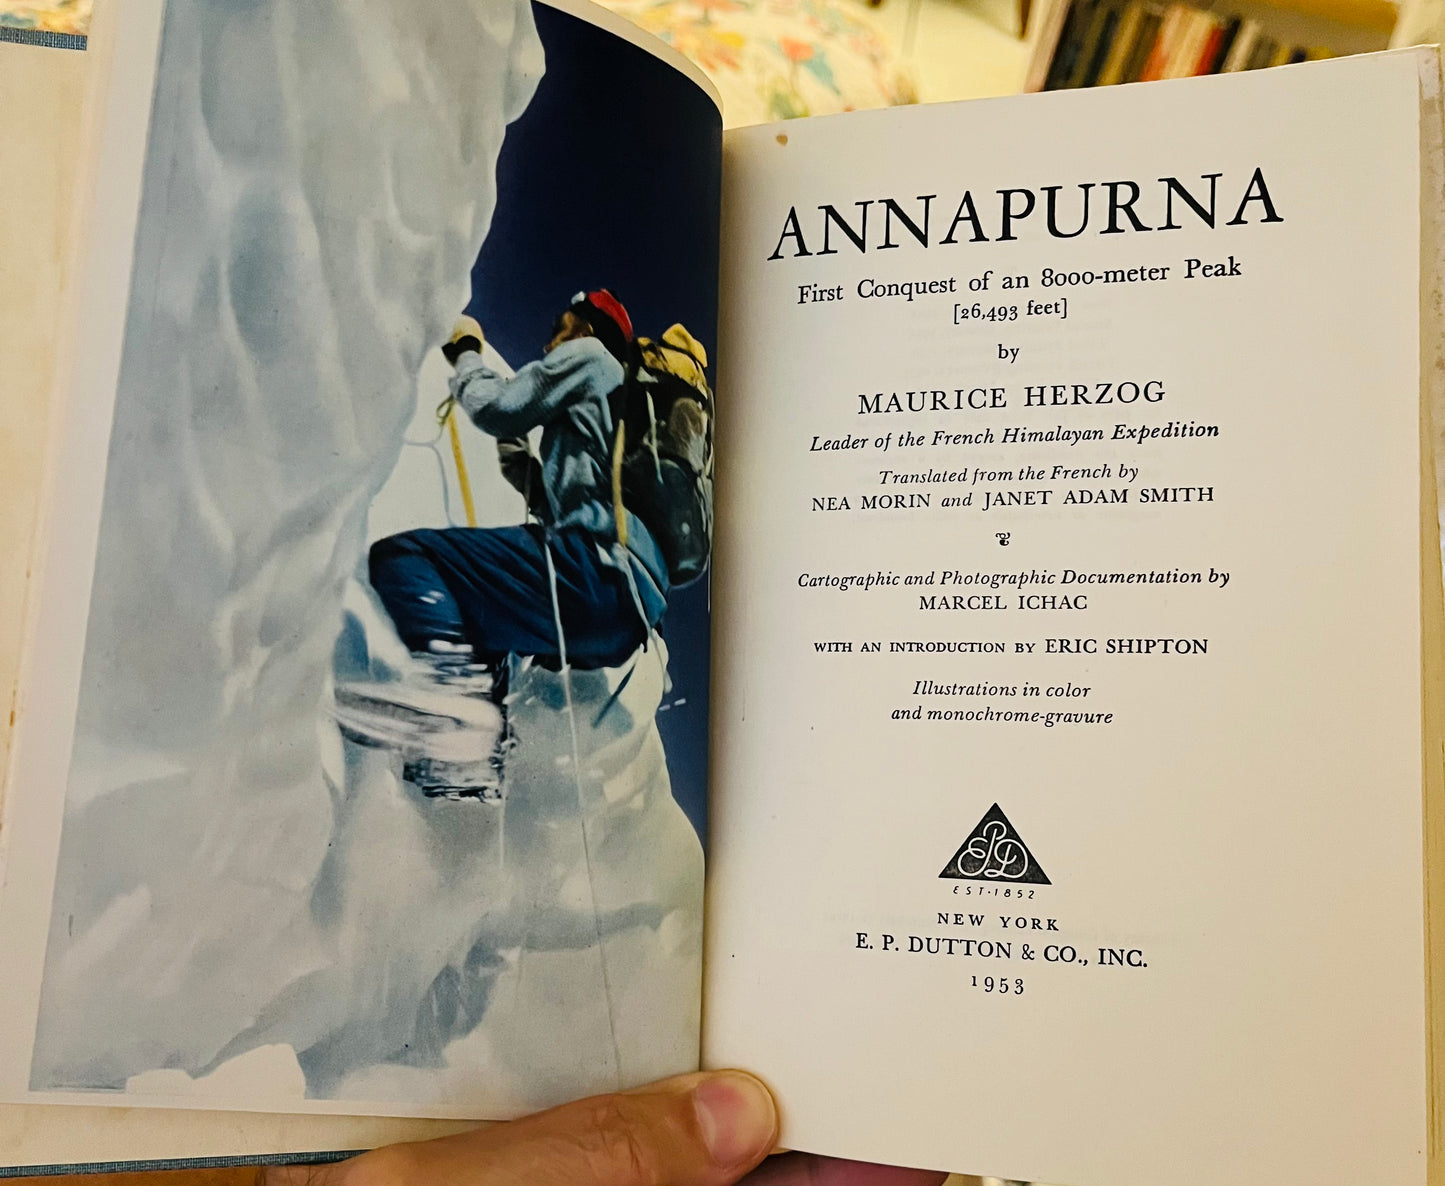 ANNAPURNA
First Conquest of an 8000-meter Peak
[26,493 feet]
by
MAURICE HERZOG
Leader of the French Himalayan Expedition
Translated from the French by
NEA MORIN and JANET ADAM SMITH
Cartographic and Photographic Documentation by
MARCEL ICHAC
WITH AN INTRODUCTION BY ERIC SHIPTON
Illustrations in color
and monochrome-gravure
EPD
EST·1852
NEW YORK
E. P. DUTTON & CO., INC.
1953